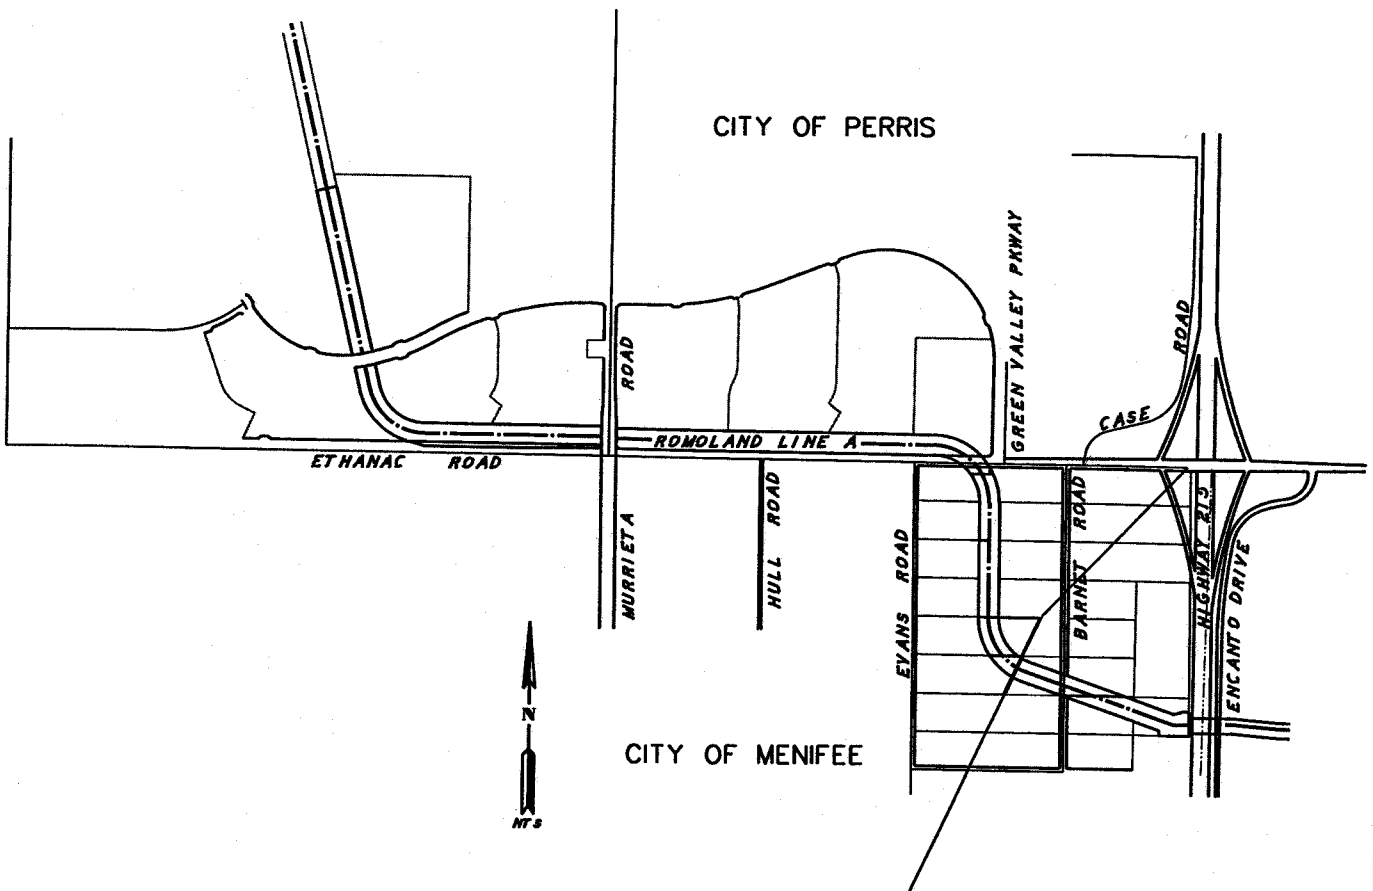 CITY OF PERRIS
GREEN VALLEY PKWAY
ROAD
ROAD
CASE
ROMOLAND LINE A
ETHANAC ROAD
MURRIETA
HULL ROAD
EVANS ROAD
BARNET ROAD
HIGHWAY 215
ENCANTO DRIVE
N
NTS
CITY OF MENIFEE